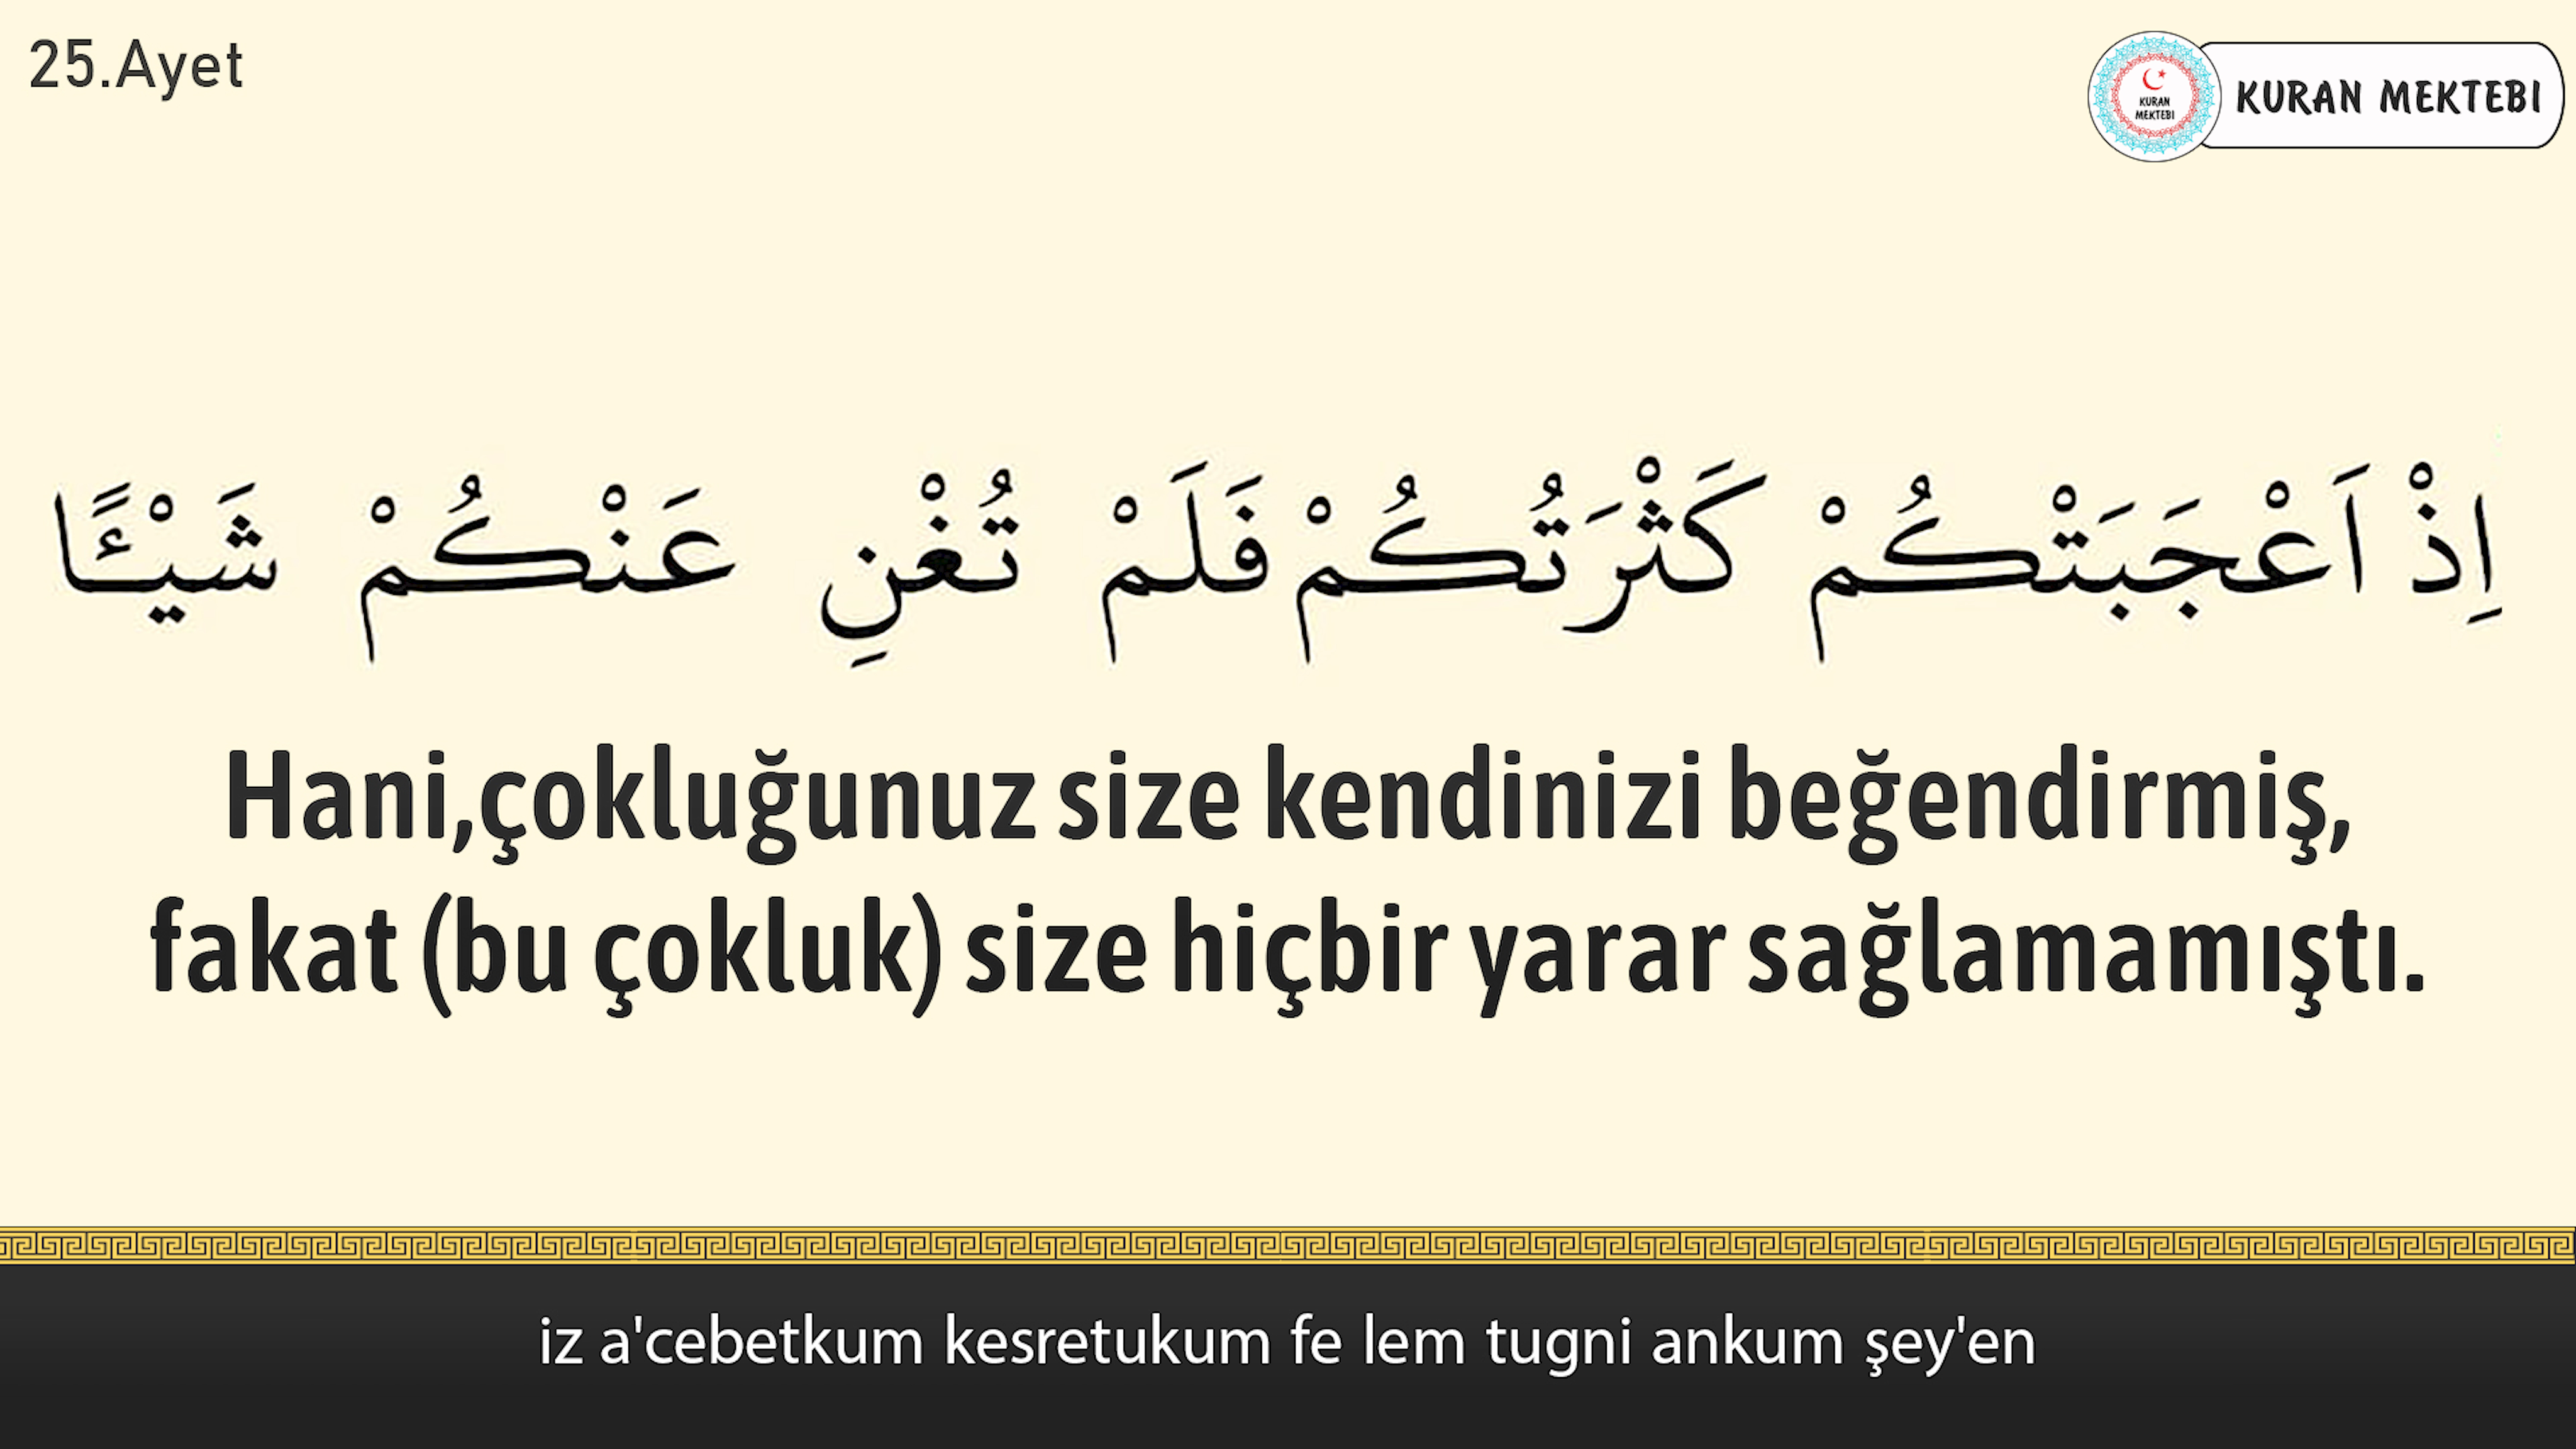 25.Ayet
KURAN
MEKTEBI
KURAN MEKTEBI
اِذْ اَعْجَبَتْكُمْ كَثْرَتُكُمْ فَلَمْ تُغْنِ عَنْكُمْ شَيْـًٔا
Hani,çokluğunuz size kendinizi beğendirmiş,
fakat (bu çokluk) size hiçbir yarar sağlamamıştı.
iz a'cebetkum kesretukum fe lem tugni ankum şey'en